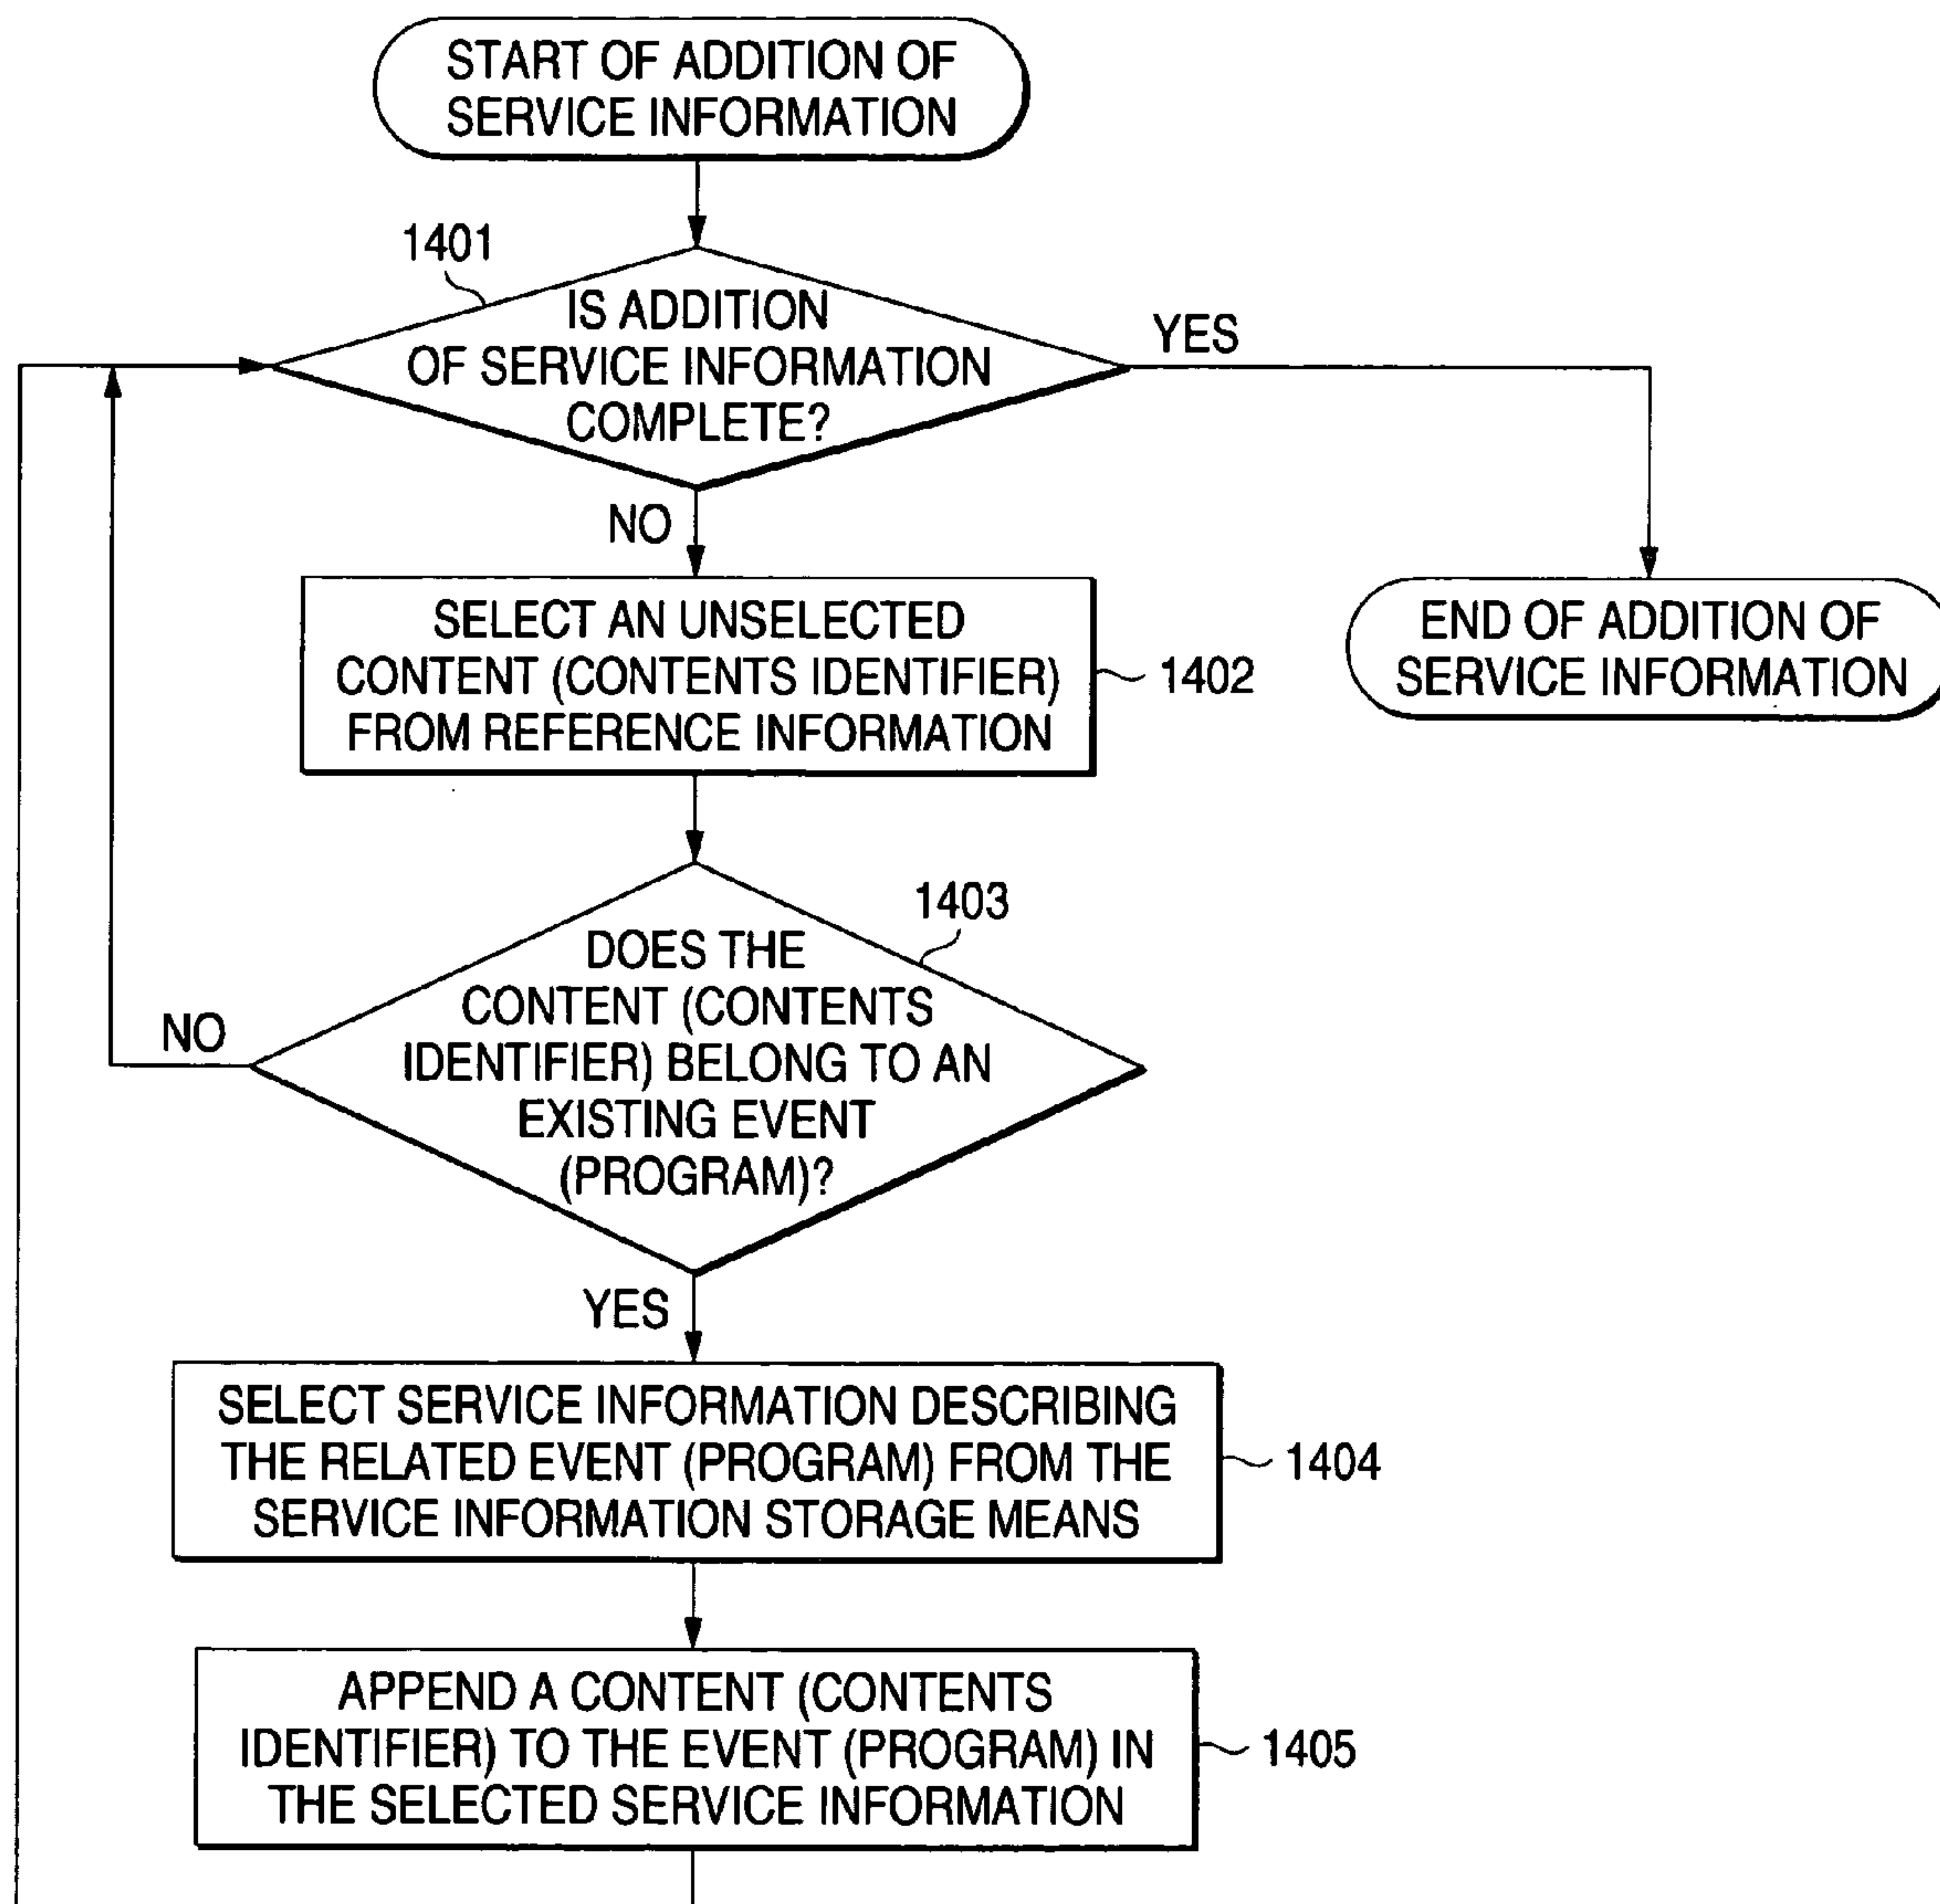 START OF ADDITION OF
SERVICE INFORMATION
1401
IS ADDITION
OF SERVICE INFORMATION
COMPLETE?
YES
NO
SELECT AN UNSELECTED
CONTENT (CONTENTS IDENTIFIER)
FROM REFERENCE INFORMATION
1402
END OF ADDITION OF
SERVICE INFORMATION
1403
DOES THE
CONTENT (CONTENTS
IDENTIFIER) BELONG TO AN
EXISTING EVENT
(PROGRAM)?
NO
YES
SELECT SERVICE INFORMATION DESCRIBING
THE RELATED EVENT (PROGRAM) FROM THE
SERVICE INFORMATION STORAGE MEANS
1404
APPEND A CONTENT (CONTENTS
IDENTIFIER) TO THE EVENT (PROGRAM) IN
THE SELECTED SERVICE INFORMATION
1405